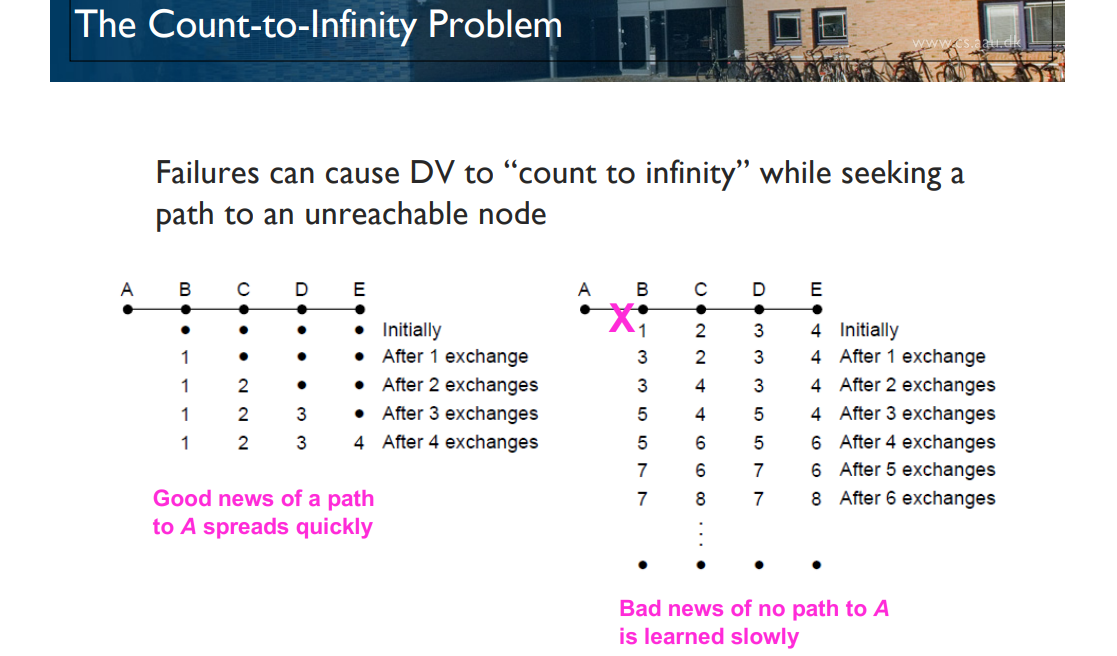 The Count-to-Infinity Problem
www.cs.aau.dk
Failures can cause DV to “count to infinity” while seeking a
path to an unreachable node
A B C D E
• • • • Initially
1 • • • After 1 exchange
1 2 • • After 2 exchanges
1 2 3 • After 3 exchanges
1 2 3 4 After 4 exchanges
Good news of a path
to A spreads quickly
A B C D E
X
1 2 3 4 Initially
3 2 3 4 After 1 exchange
3 4 3 4 After 2 exchanges
5 4 5 4 After 3 exchanges
5 6 5 6 After 4 exchanges
7 6 7 6 After 5 exchanges
7 8 7 8 After 6 exchanges
⋮
• • • •
Bad news of no path to A
is learned slowly